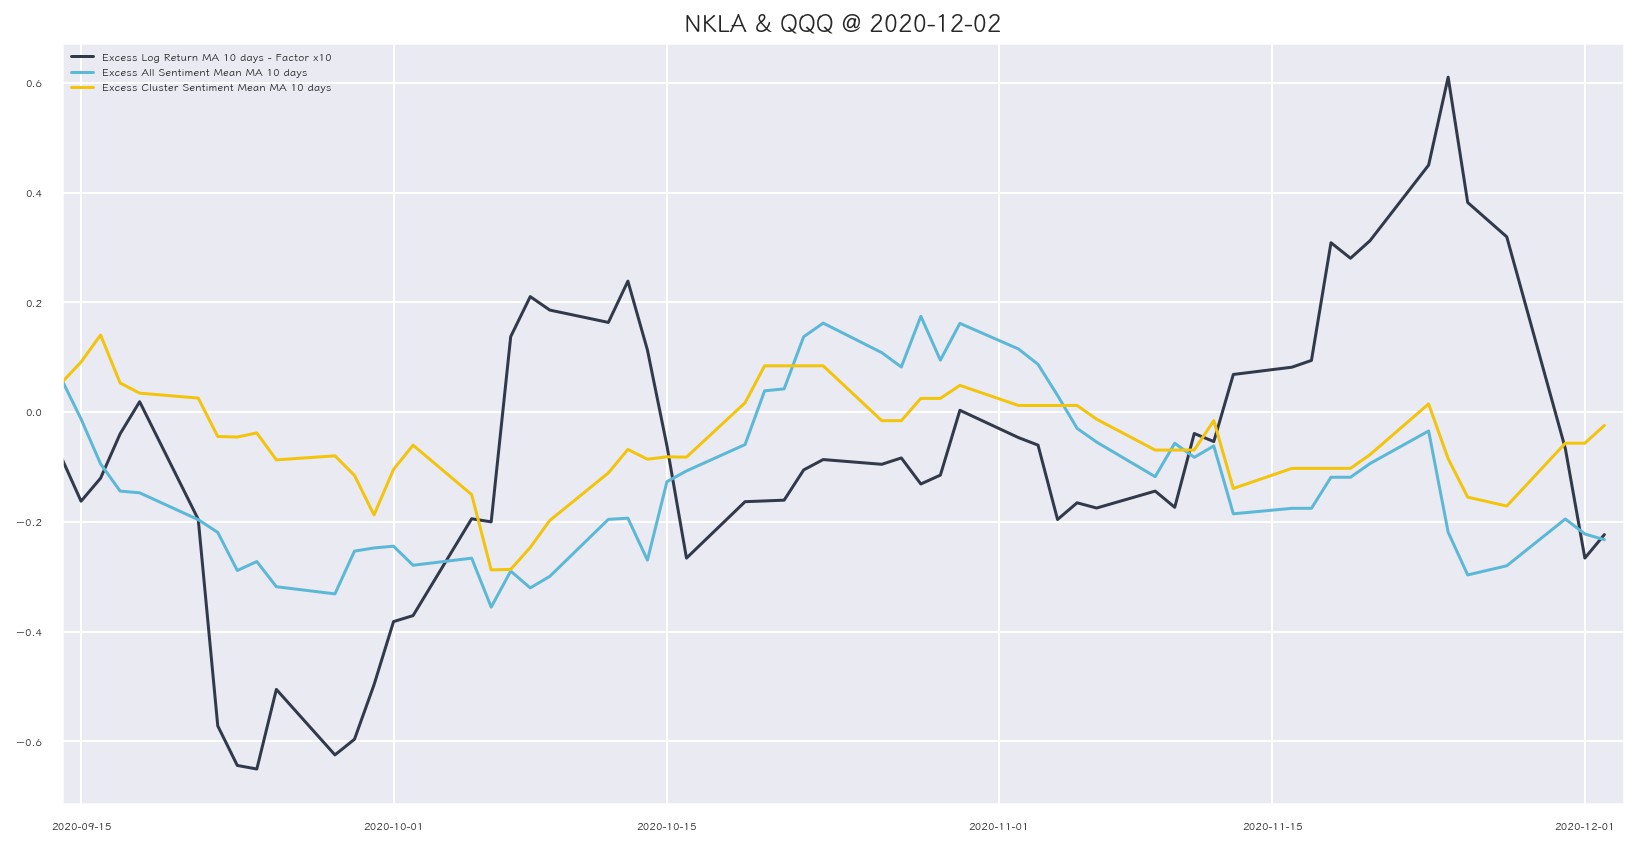 NKLA & QQQ @ 2020-12-02
Excess Log Return MA 10 days - Factor x10
Excess All Sentiment Mean MA 10 days
Excess Cluster Sentiment Mean MA 10 days
0.6
0.4
0.2
0.0
−0.2
−0.4
−0.6
2020-09-15 2020-10-01 2020-10-15 2020-11-01 2020-11-15 2020-12-01